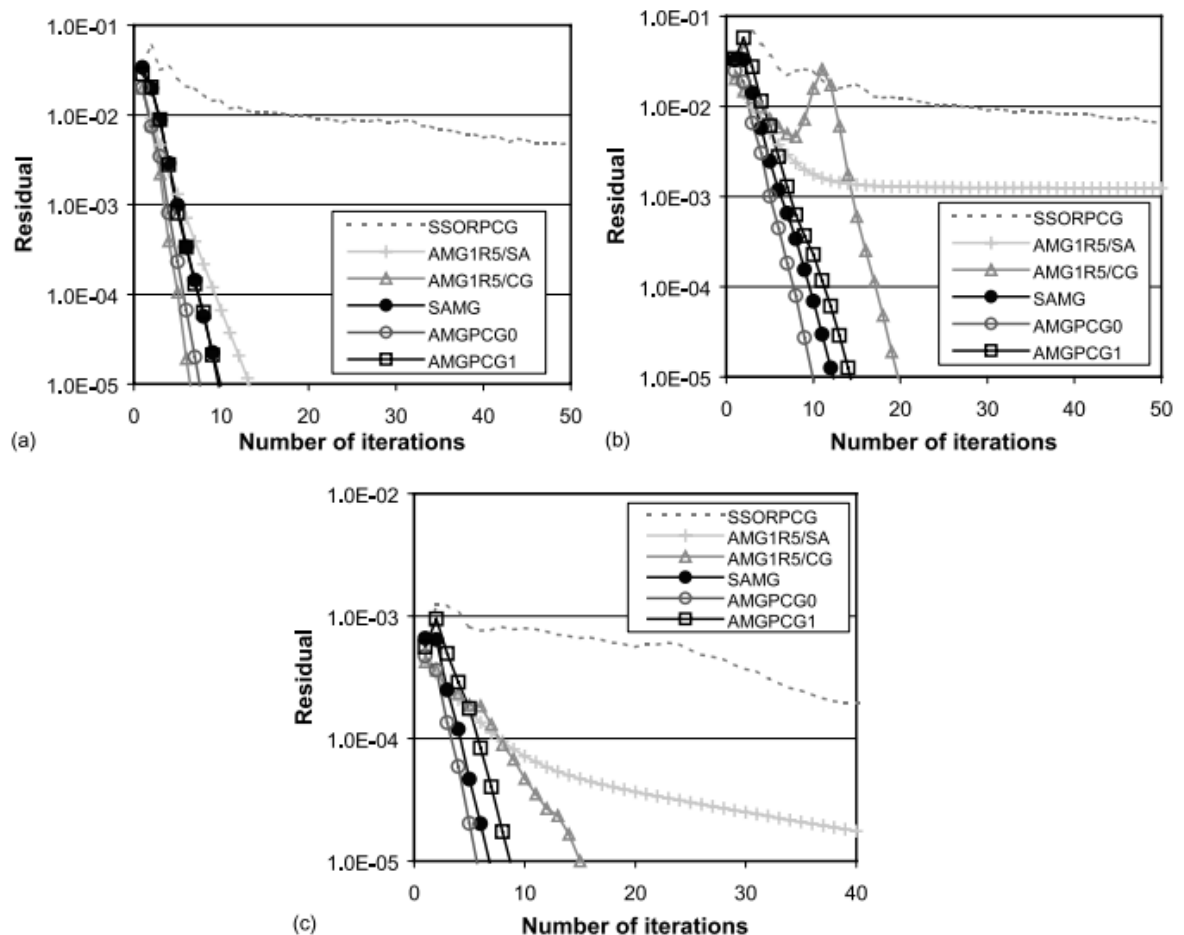 1.0E-01
1.0E-02
1.0E-03
1.0E-04
1.0E-05
Residual
SSORPCG
AMG1R5/SA
AMG1R5/CG
SAMG
AMGPCG0
AMGPCG1
0 10 20 30 40 50
(a) Number of iterations
1.0E-01
1.0E-02
1.0E-03
1.0E-04
1.0E-05
Residual
SSORPCG
AMG1R5/SA
AMG1R5/CG
SAMG
AMGPCG0
AMGPCG1
0 10 20 30 40 50
(b) Number of iterations
1.0E-02
1.0E-03
1.0E-04
1.0E-05
Residual
SSORPCG
AMG1R5/SA
AMG1R5/CG
SAMG
AMGPCG0
AMGPCG1
0 10 20 30 40
(c) Number of iterations